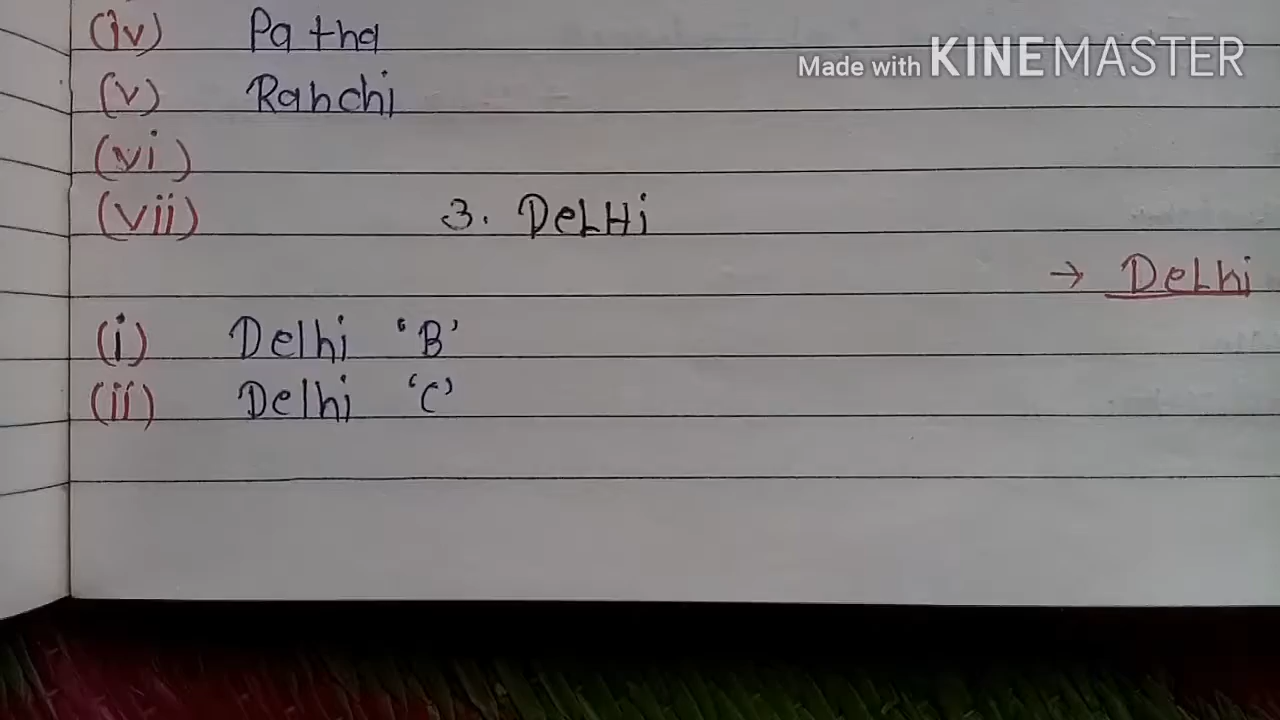 (iv) Patna
Made with KINEMASTER
(v) Ranchi
(vi)
(vii) 3. DeLHi
→ DeLhi
(i) Delhi 'B'
(ii) Delhi 'C'